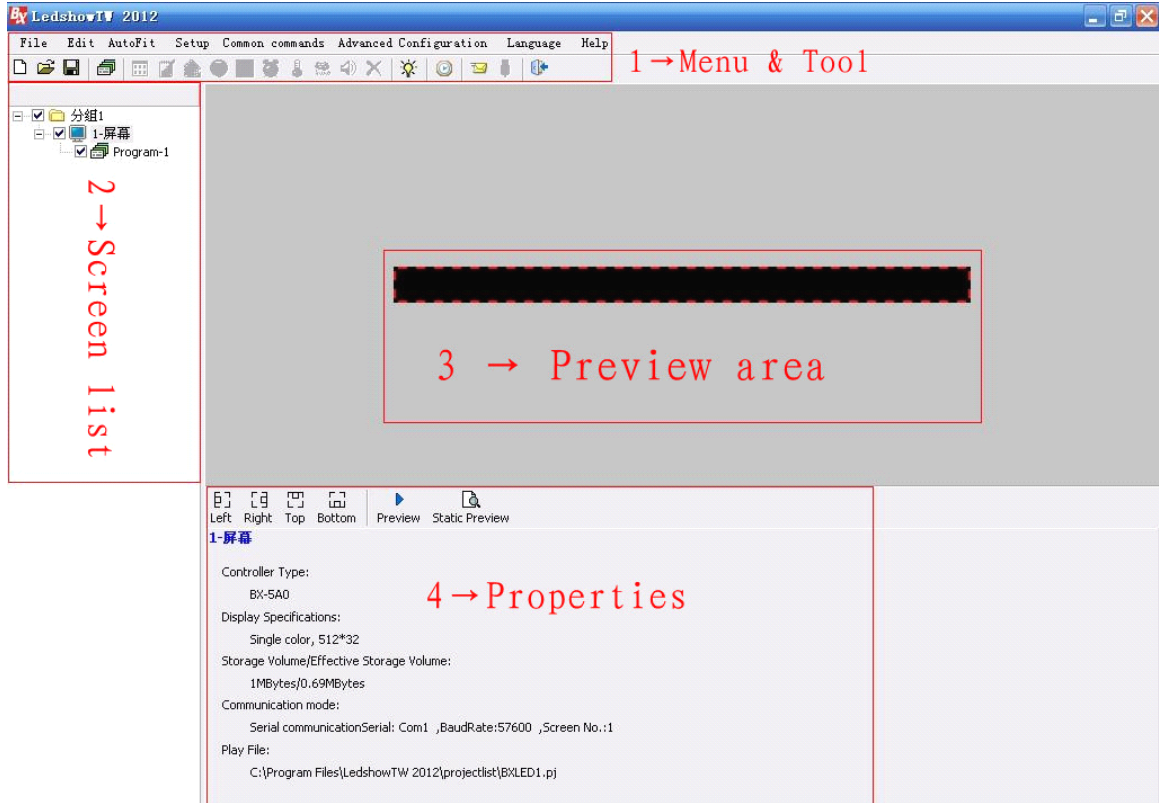 BX LedshowTW 2012
File Edit AutoFit Setup Common commands Advanced Configuration Language Help
1→Menu & Tool
分组1
1-屏幕
Program-1
2→Screen list
3 → Preview area
Left Right Top Bottom Preview Static Preview
1-屏幕
Controller Type:
BX-5A0
4→Properties
Display Specifications:
Single color, 512*32
Storage Volume/Effective Storage Volume:
1MBytes/0.69MBytes
Communication mode:
Serial communicationSerial: Com1 ,BaudRate:57600 ,Screen No.:1
Play File:
C:\Program Files\LedshowTW 2012\projectlist\BXLED1.pj